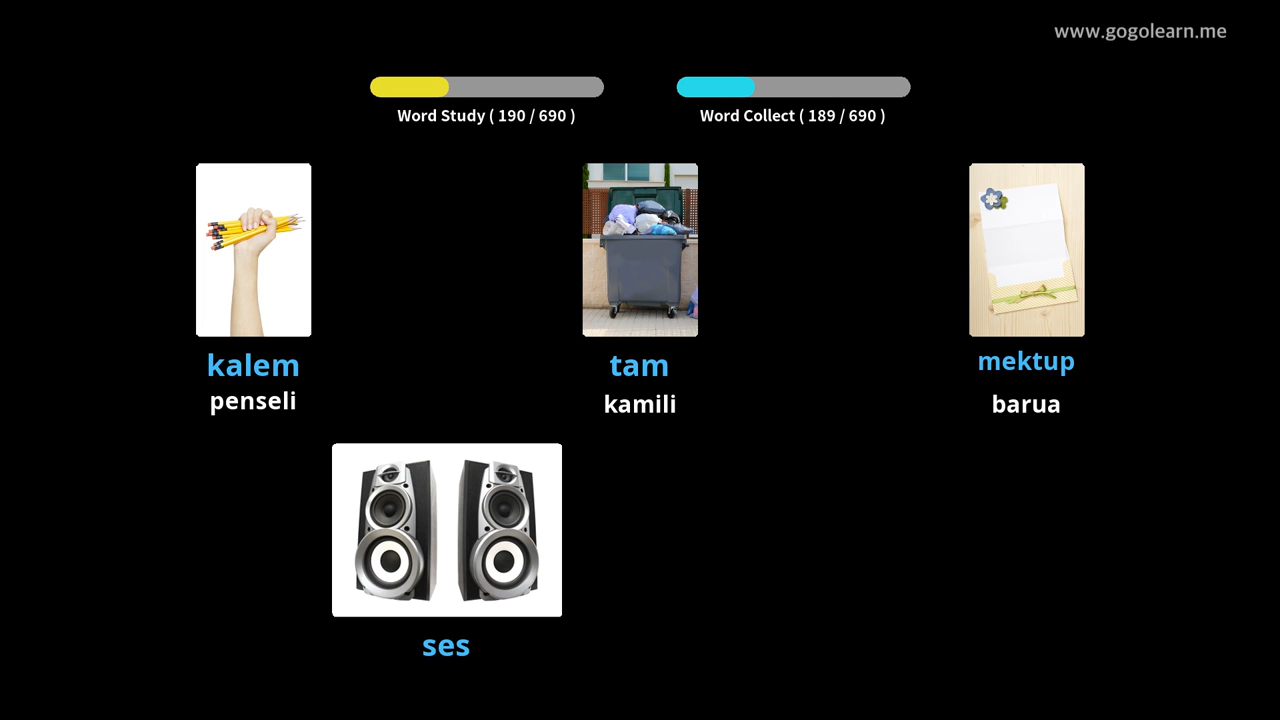 www.gogolearn.me
Word Study ( 190 / 690 )
Word Collect ( 189 / 690 )
kalem
penseli
tam
kamili
mektup
barua
ses